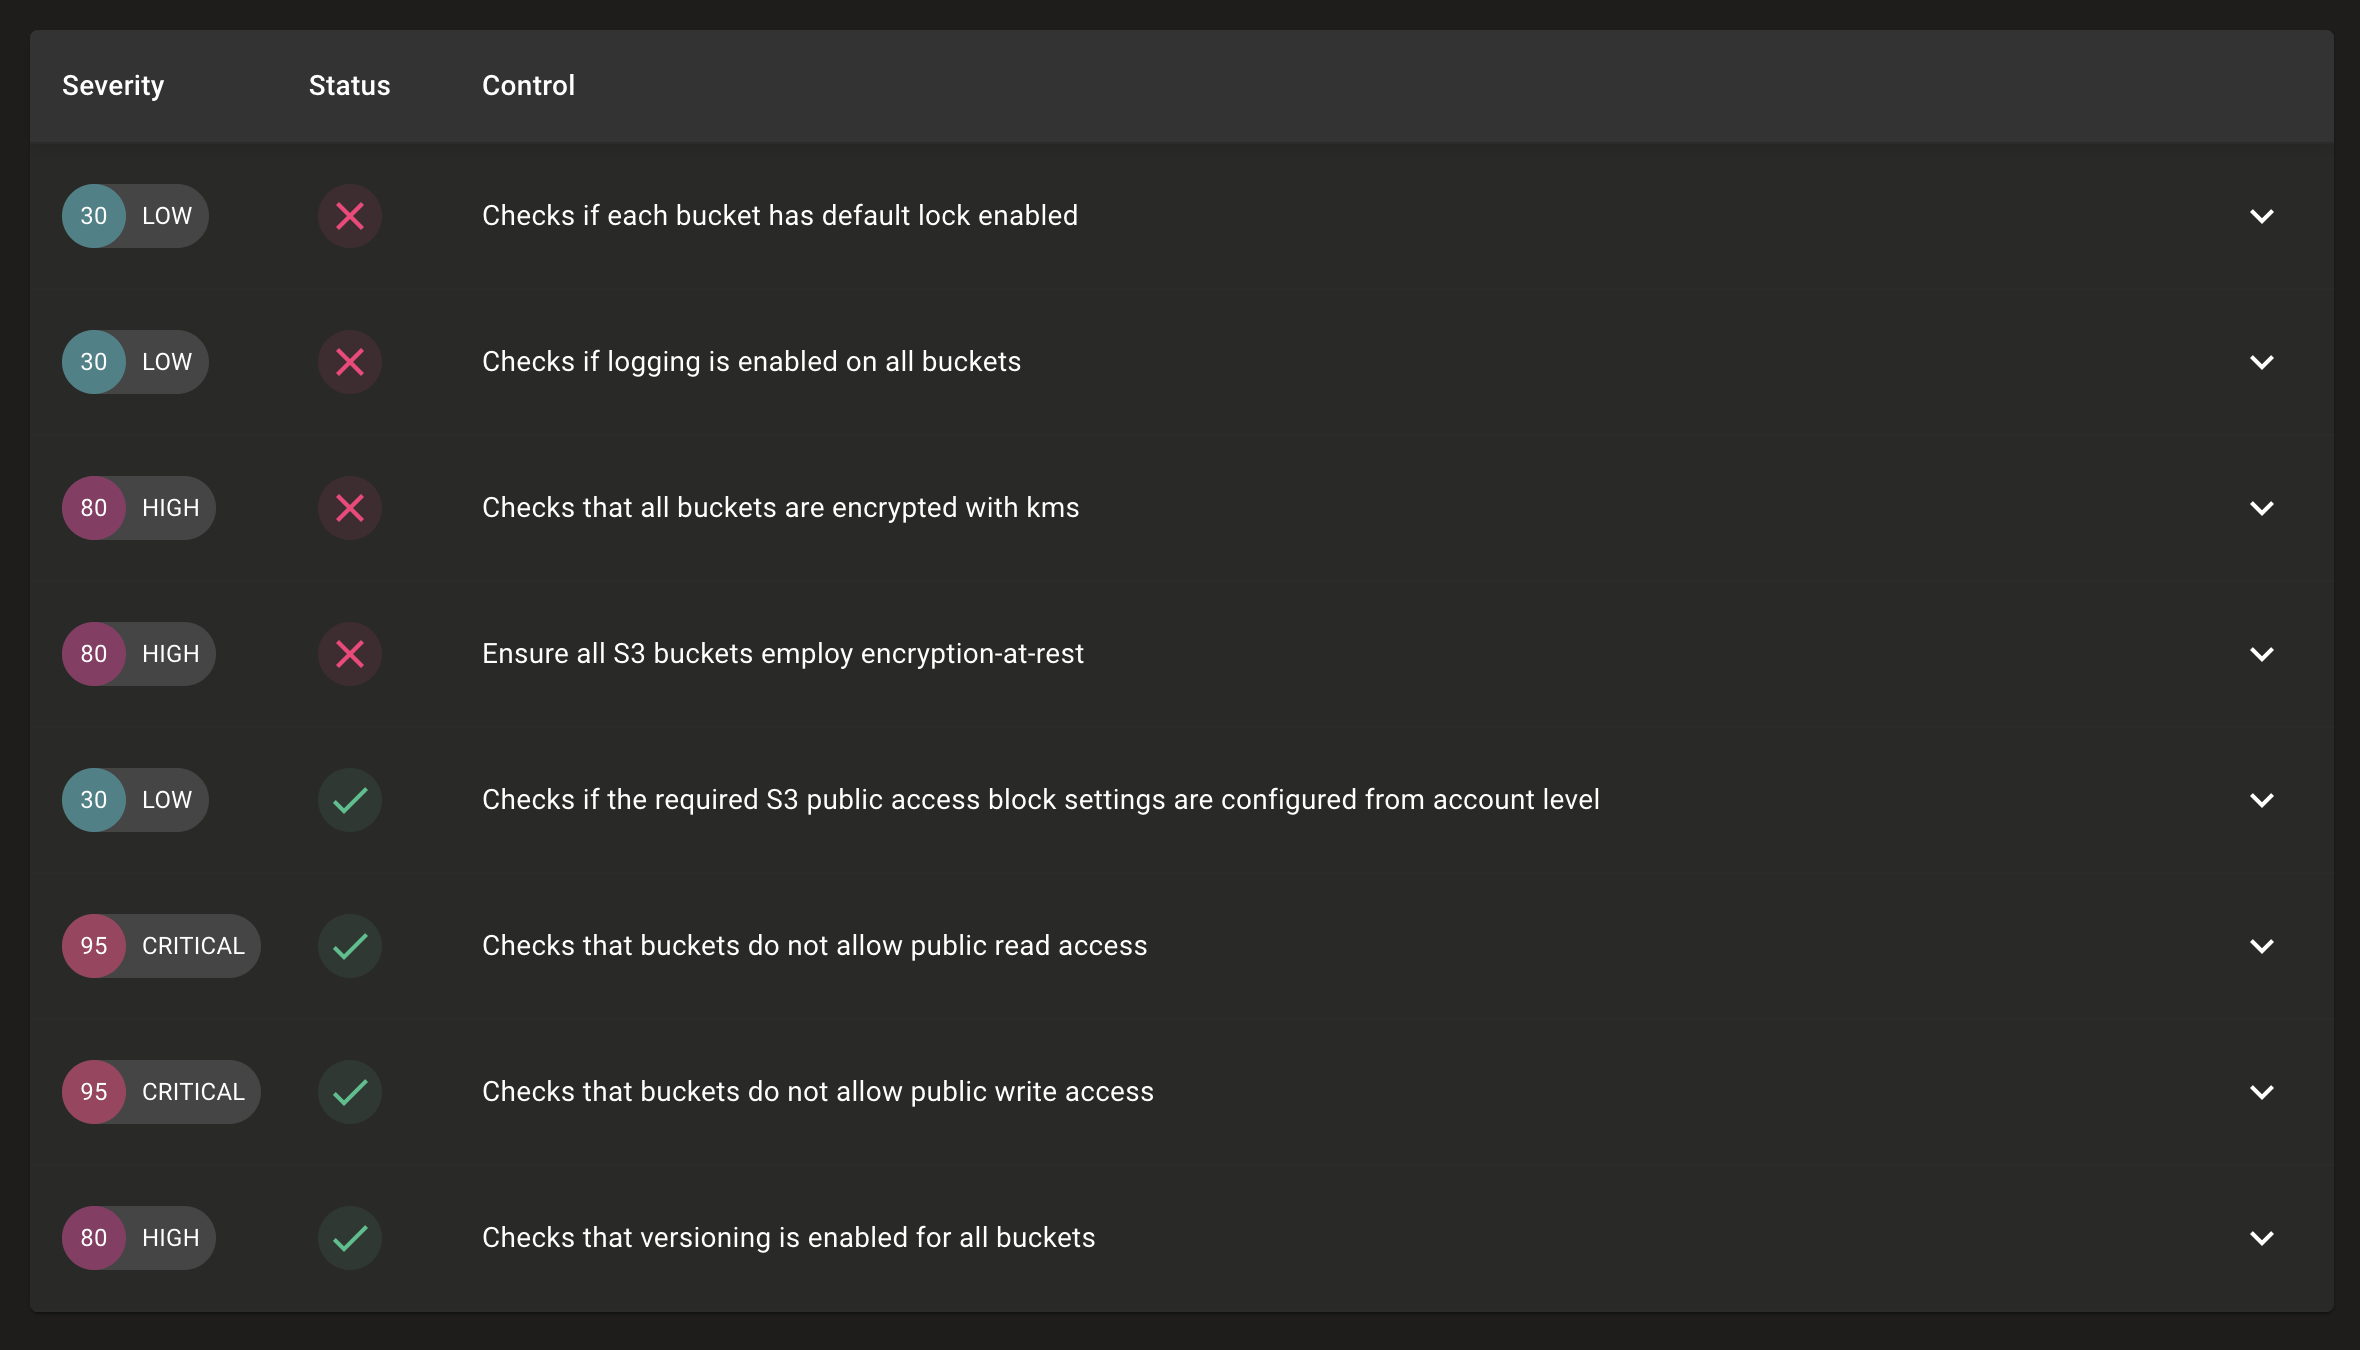 Severity Status Control
30 LOW Checks if each bucket has default lock enabled
30 LOW Checks if logging is enabled on all buckets
80 HIGH Checks that all buckets are encrypted with kms
80 HIGH Ensure all S3 buckets employ encryption-at-rest
30 LOW Checks if the required S3 public access block settings are configured from account level
95 CRITICAL Checks that buckets do not allow public read access
95 CRITICAL Checks that buckets do not allow public write access
80 HIGH Checks that versioning is enabled for all buckets